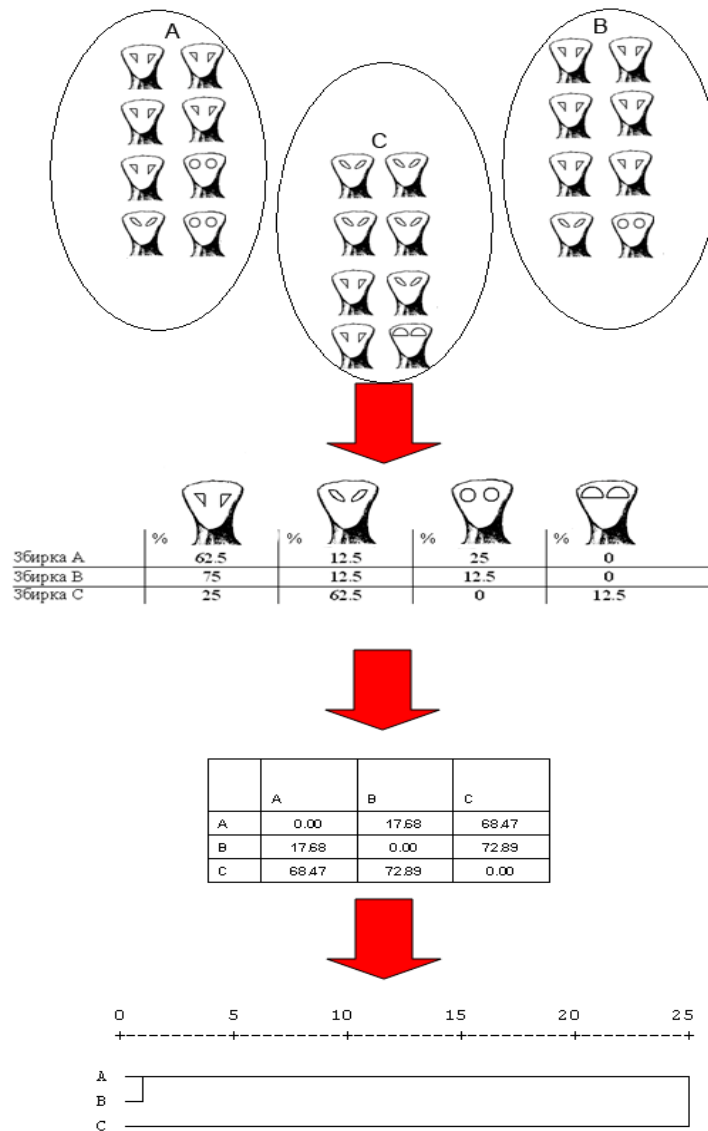 A
B
C
% % % %
Збирка А 62.5 12.5 25 0
Збирка В 75 12.5 12.5 0
Збирка С 25 62.5 0 12.5
A B C
A 0.00 17.68 68.47
B 17.68 0.00 72.89
C 68.47 72.89 0.00
0 5 10 15 20 25
A
B
C